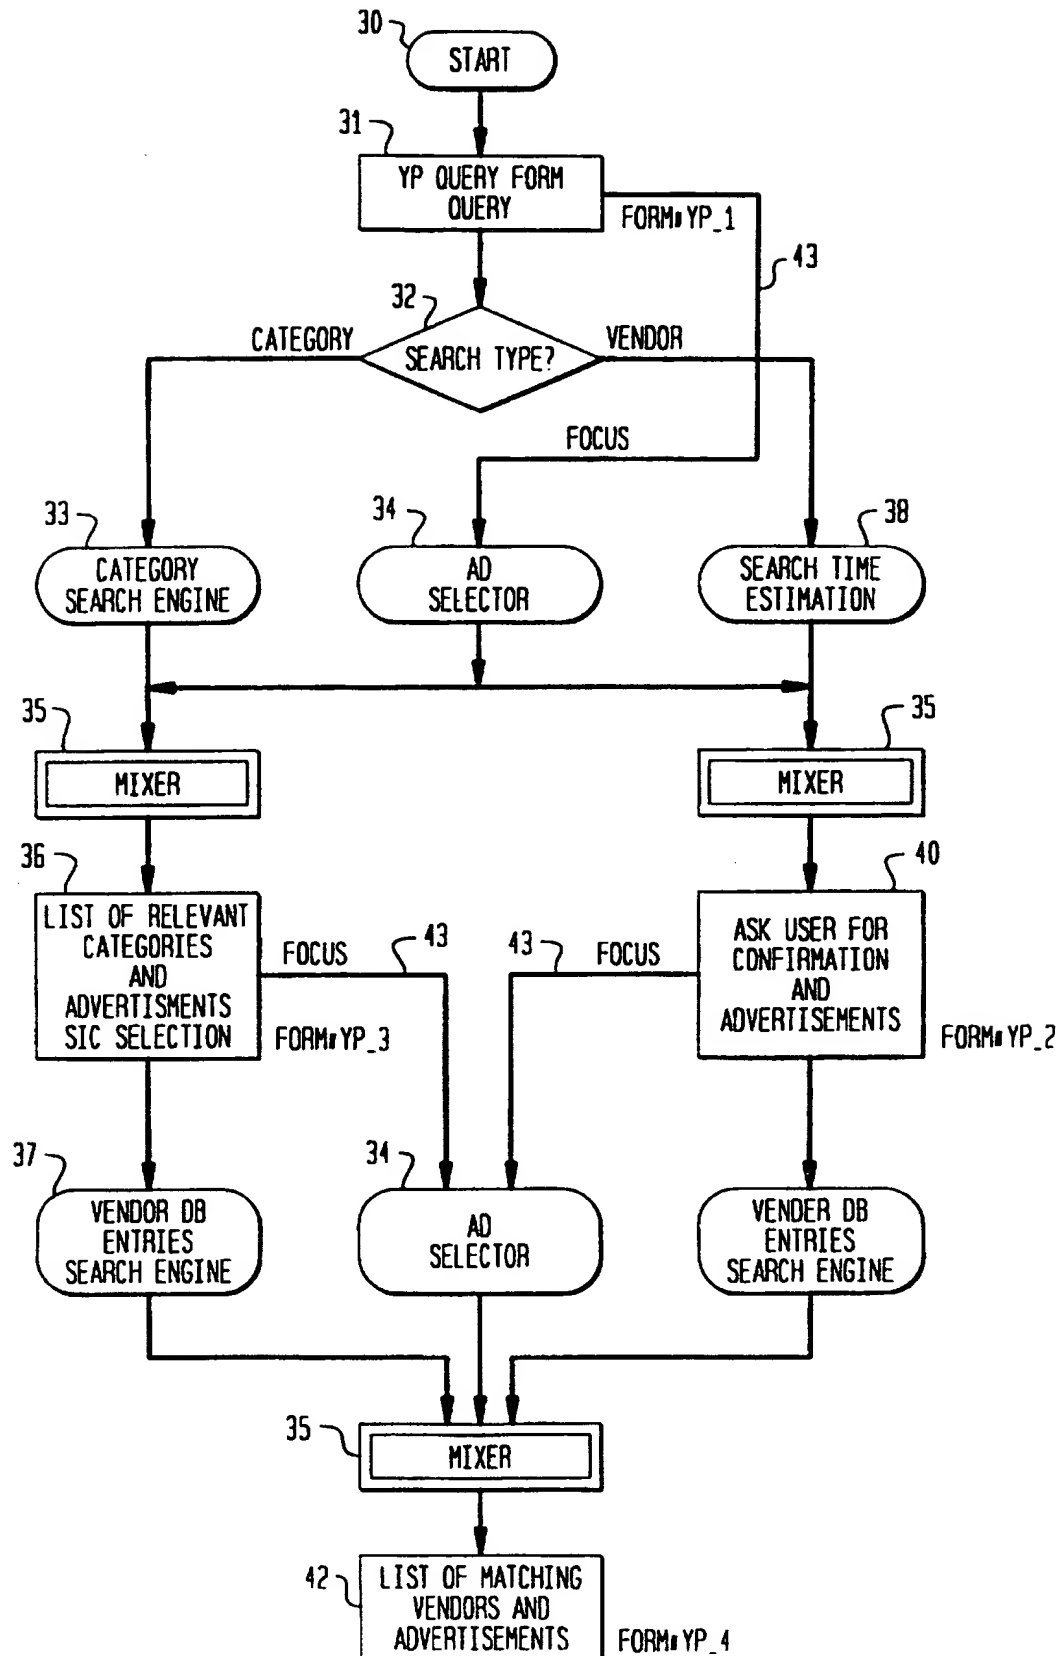 30
START
31
YP QUERY FORM
QUERY
FORM#YP_1
43
32
CATEGORY
SEARCH TYPE?
VENDOR
FOCUS
33
34
38
CATEGORY
SEARCH ENGINE
AD
SELECTOR
SEARCH TIME
ESTIMATION
35
35
MIXER
MIXER
36
40
LIST OF RELEVANT
CATEGORIES
AND
ADVERTISMENTS
SIC SELECTION
FOCUS
43
43
FOCUS
ASK USER FOR
CONFIRMATION
AND
ADVERTISEMENTS
FORM#YP_3
FORM#YP_2
37
34
VENDOR DB
ENTRIES
SEARCH ENGINE
AD
SELECTOR
VENDER DB
ENTRIES
SEARCH ENGINE
35
MIXER
42
LIST OF MATCHING
VENDORS AND
ADVERTISEMENTS
FORM#YP_4